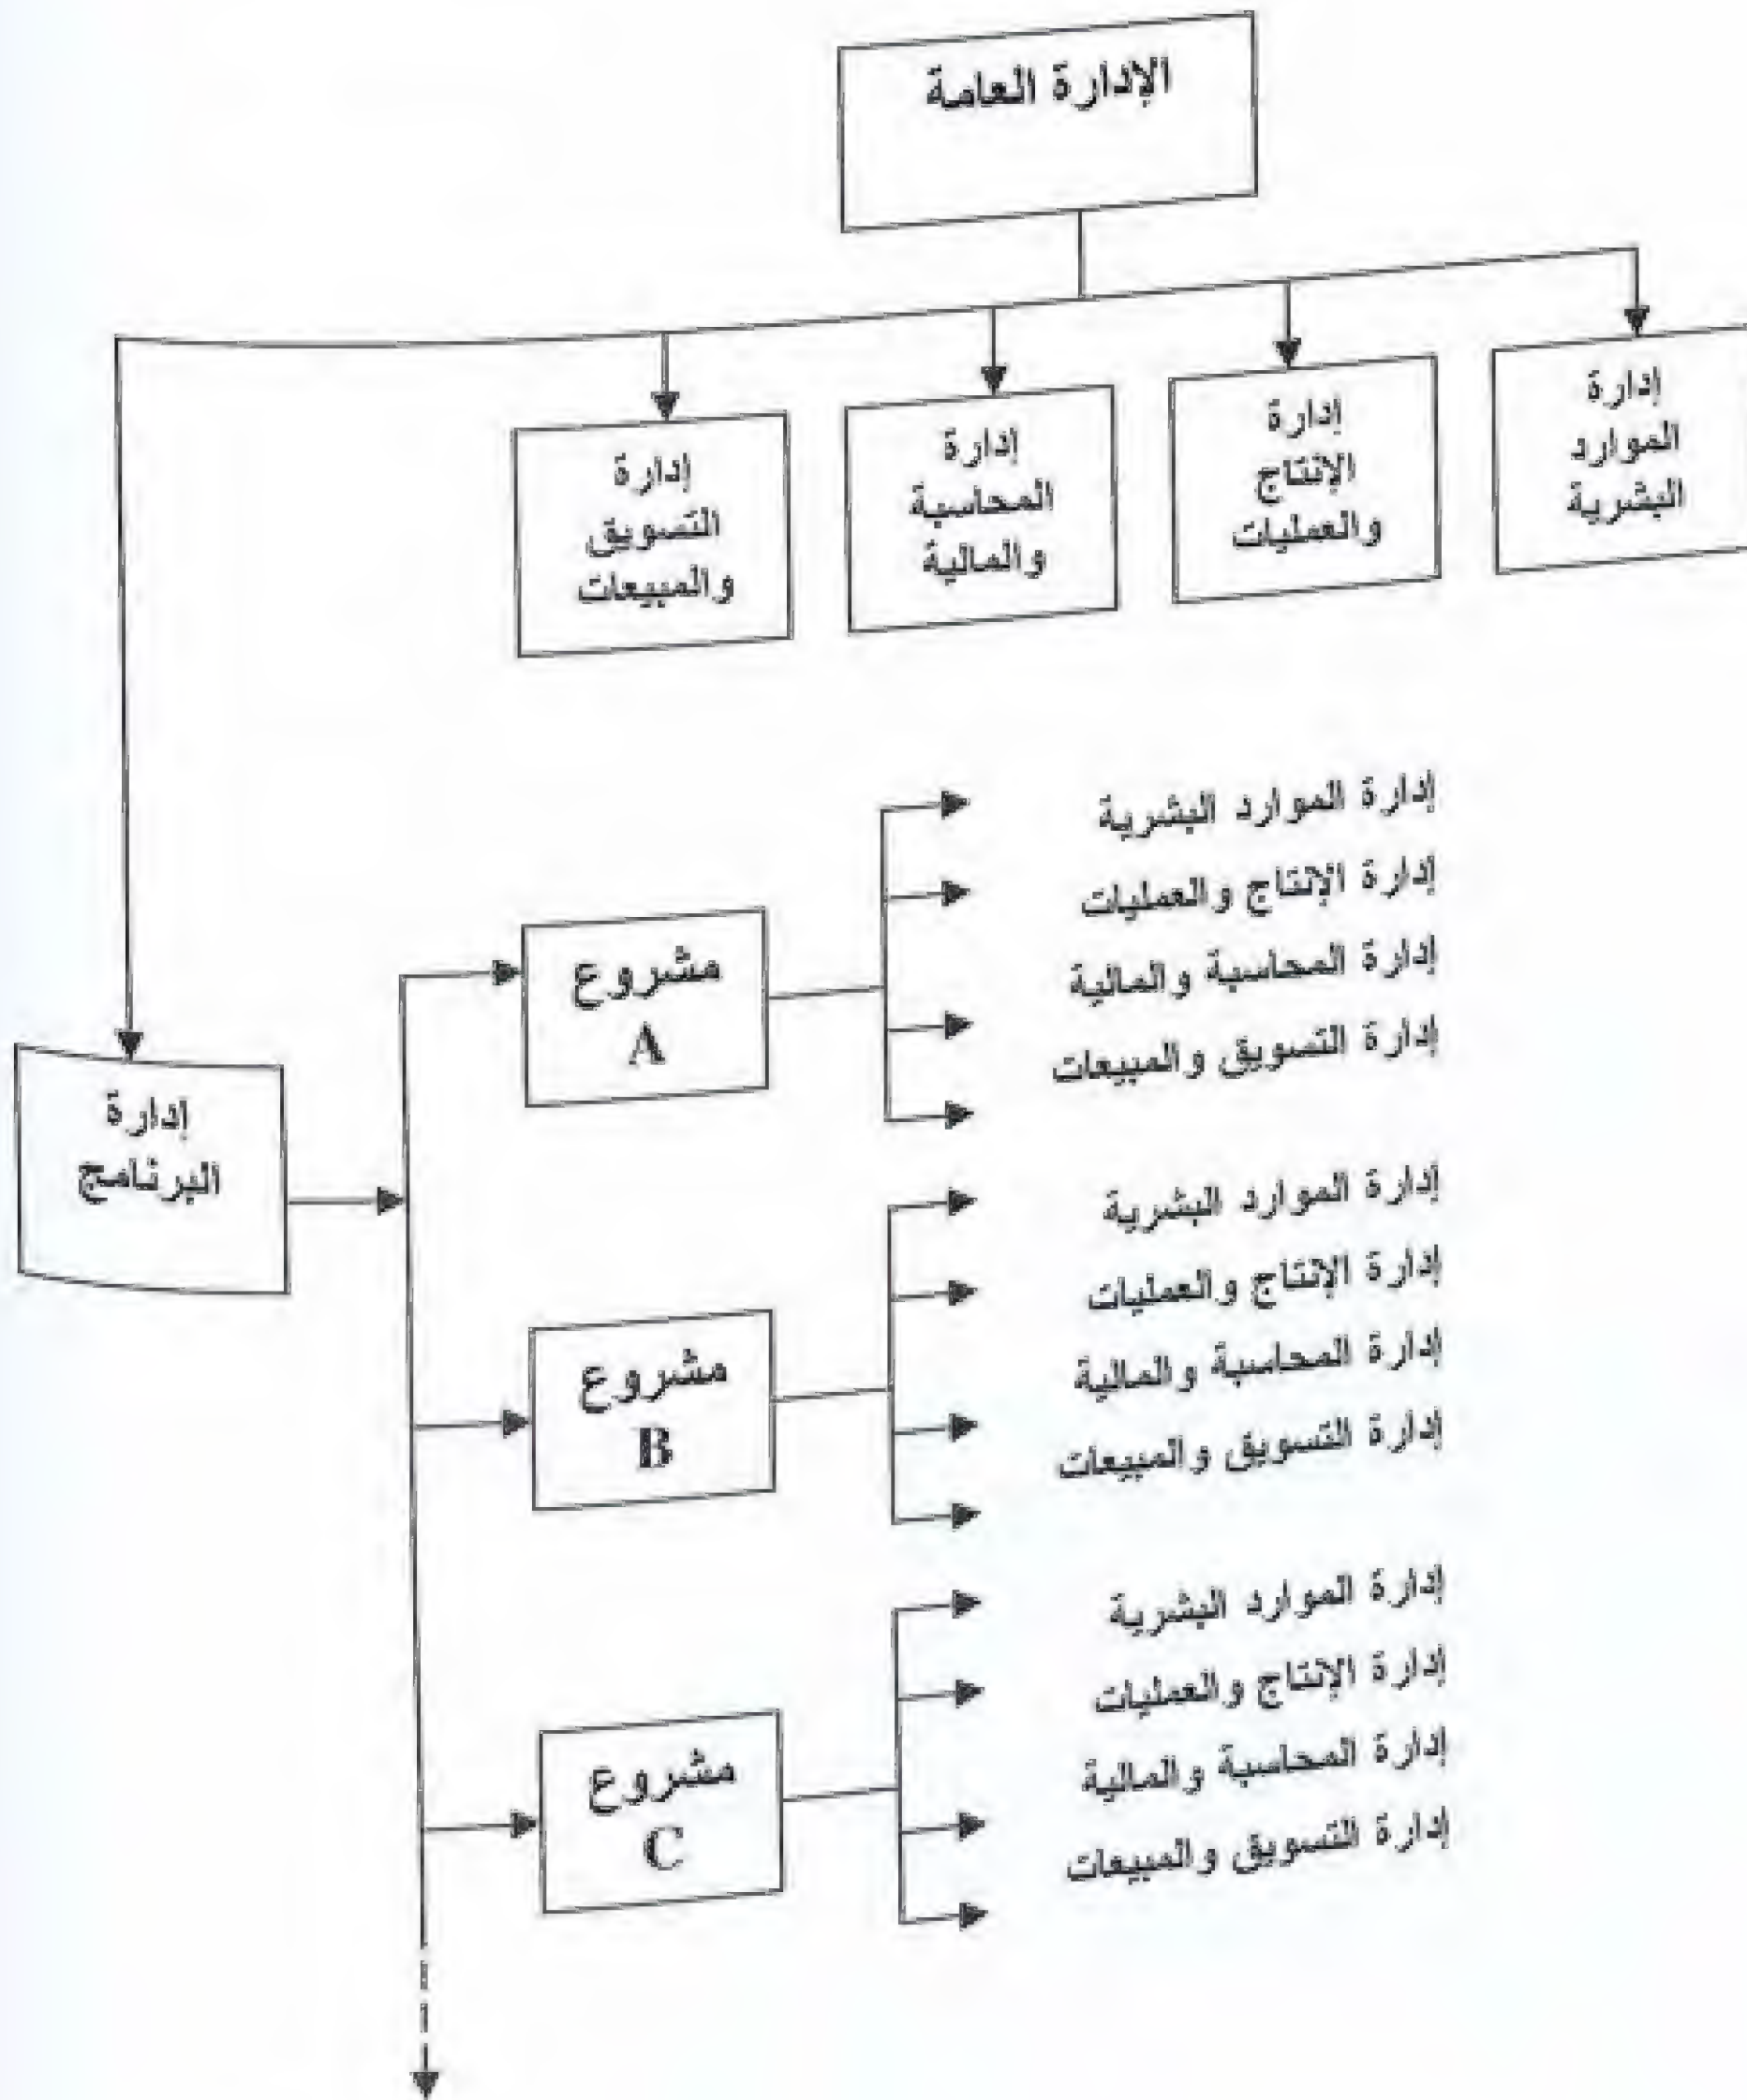 الإدارة العامة
إدارة
الموارد
البشرية
إدارة
الإنتاج
والعمليات
إدارة
المحاسبة
والمالية
إدارة
التسويق
والمبيعات
إدارة
البرنامج
مشروع
A
إدارة الموارد البشرية
إدارة الإنتاج والعمليات
إدارة المحاسبة والمالية
إدارة التسويق والمبيعات
مشروع
B
إدارة الموارد البشرية
إدارة الإنتاج والعمليات
إدارة المحاسبة والمالية
إدارة التسويق والمبيعات
مشروع
C
إدارة الموارد البشرية
إدارة الإنتاج والعمليات
إدارة المحاسبة والمالية
إدارة التسويق والمبيعات